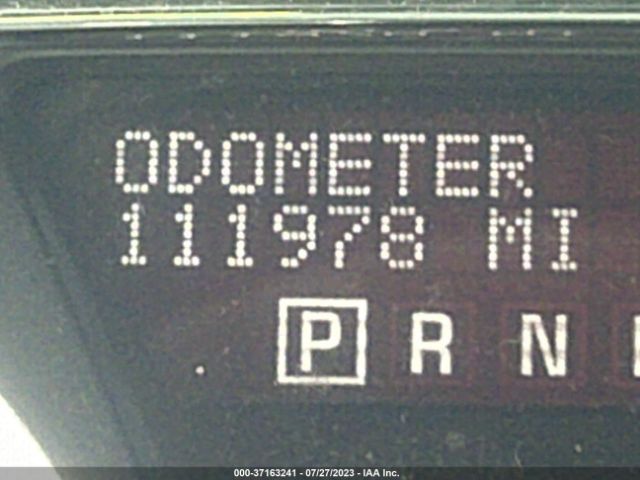 ODOMETER
111978 MI
P R N
000-37163241 - 07/27/2023 - IAA Inc.